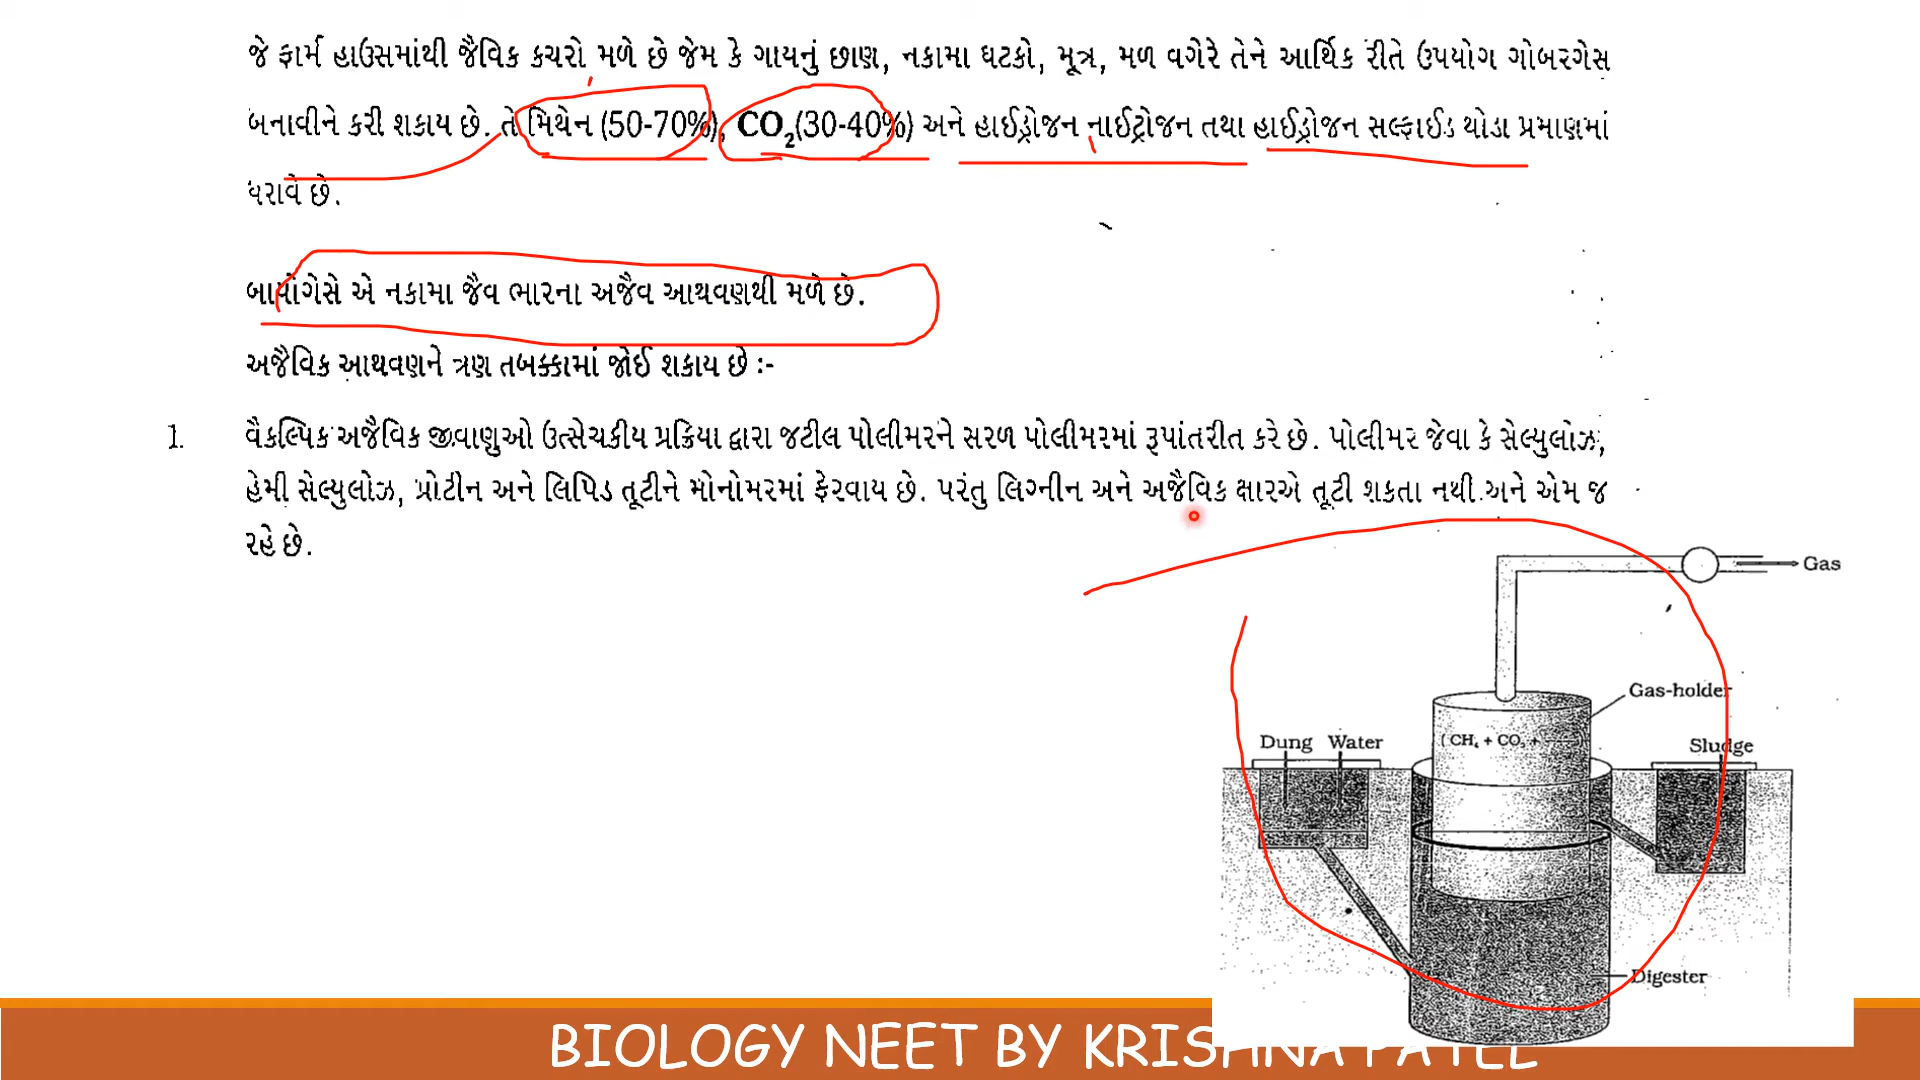 જે ફાર્મ હાઉસમાંથી જૈવિક કચરો મળે છે જેમ કે ગાયનું છાણ, નકામા ઘટકો, મૂત્ર, મળ વગેરે તેને આર્થિક રીતે ઉપયોગ ગોબરગેસ
બનાવીને કરી શકાય છે. તે મિથેન (50-70%), CO₂(30-40%) અને હાઈડ્રોજન નાઈટ્રોજન તથા હાઈડ્રોજન સલ્ફાઈડ થોડા પ્રમાણમાં
ધરાવે છે.
બાયોગેસે એ નકામા જૈવ ભારના અજૈવ આથવણથી મળે છે.
અજૈવિક આથવણને ત્રણ તબક્કામાં જોઈ શકાય છે :-
1. વૈકલ્પિક અજૈવિક જીવાણુઓ ઉત્સેચકીય પ્રક્રિયા દ્વારા જટીલ પોલીમરને સરળ પોલીમરમાં રૂપાંતરીત કરે છે. પોલીમર જેવા કે સેલ્યુલોઝ,
હેમી સેલ્યુલોઝ, પ્રોટીન અને લિપિડ તૂટીને મોનોમરમાં ફેરવાય છે. પરંતુ લિગ્નીન અને અજૈવિક ક્ષારએ તૂટી શકતા નથી અને એમ જ
રહે છે.
Gas
Gas-holder
Dung Water
(CH₄ + CO₂ +
Sludge
Digester
BIOLOGY NEET BY KRISHNA PATEL